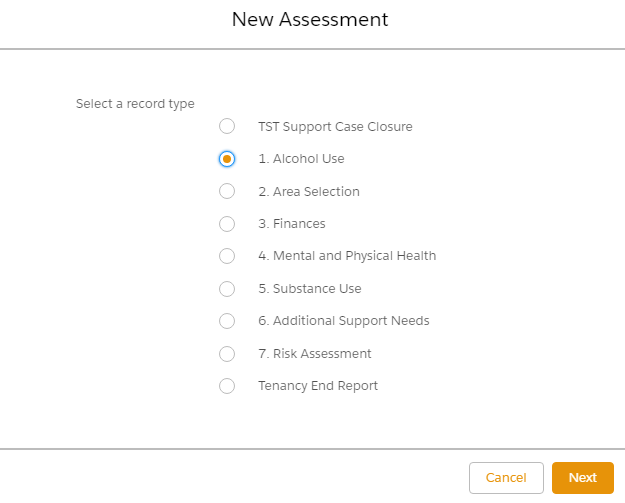 New Assessment
Select a record type
TST Support Case Closure
1. Alcohol Use
2. Area Selection
3. Finances
4. Mental and Physical Health
5. Substance Use
6. Additional Support Needs
7. Risk Assessment
Tenancy End Report
Cancel
Next